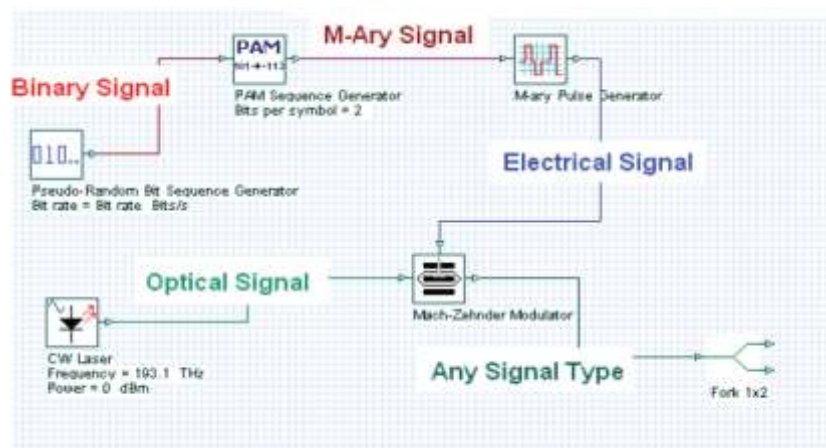 M-Ary Signal
PAM
Binary Signal
PAM Sequence Generator
Bits per symbol = 2
M-ary Pulse Generator
010...
Electrical Signal
Pseudo-Random Bit Sequence Generator
Bit rate = Bit rate Bits/s
Optical Signal
Mach-Zehnder Modulator
CW Laser
Frequency = 193.1 THz
Power = 0 dBm
Any Signal Type
Fork 1x2